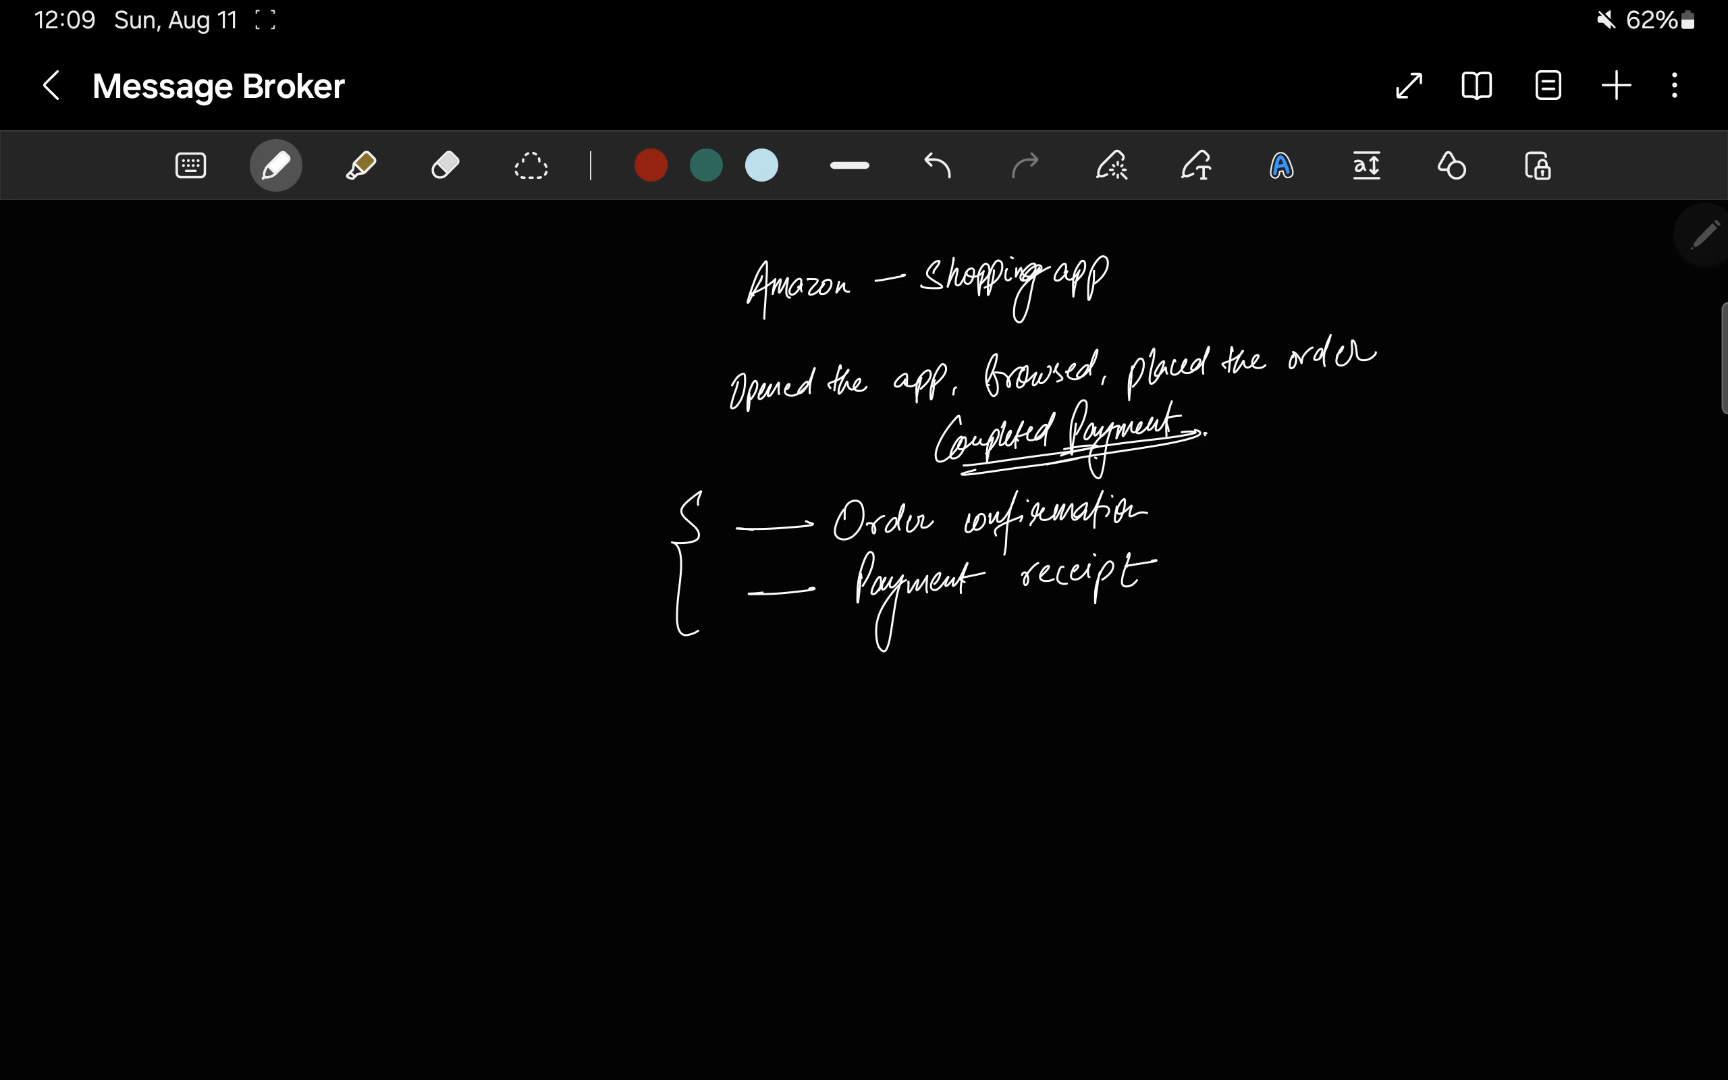 12:09 Sun, Aug 11 62%
Message Broker
Amazon — Shopping app
Opened the app, browsed, placed the order
Completed Payment.
Order confirmation
Payment receipt